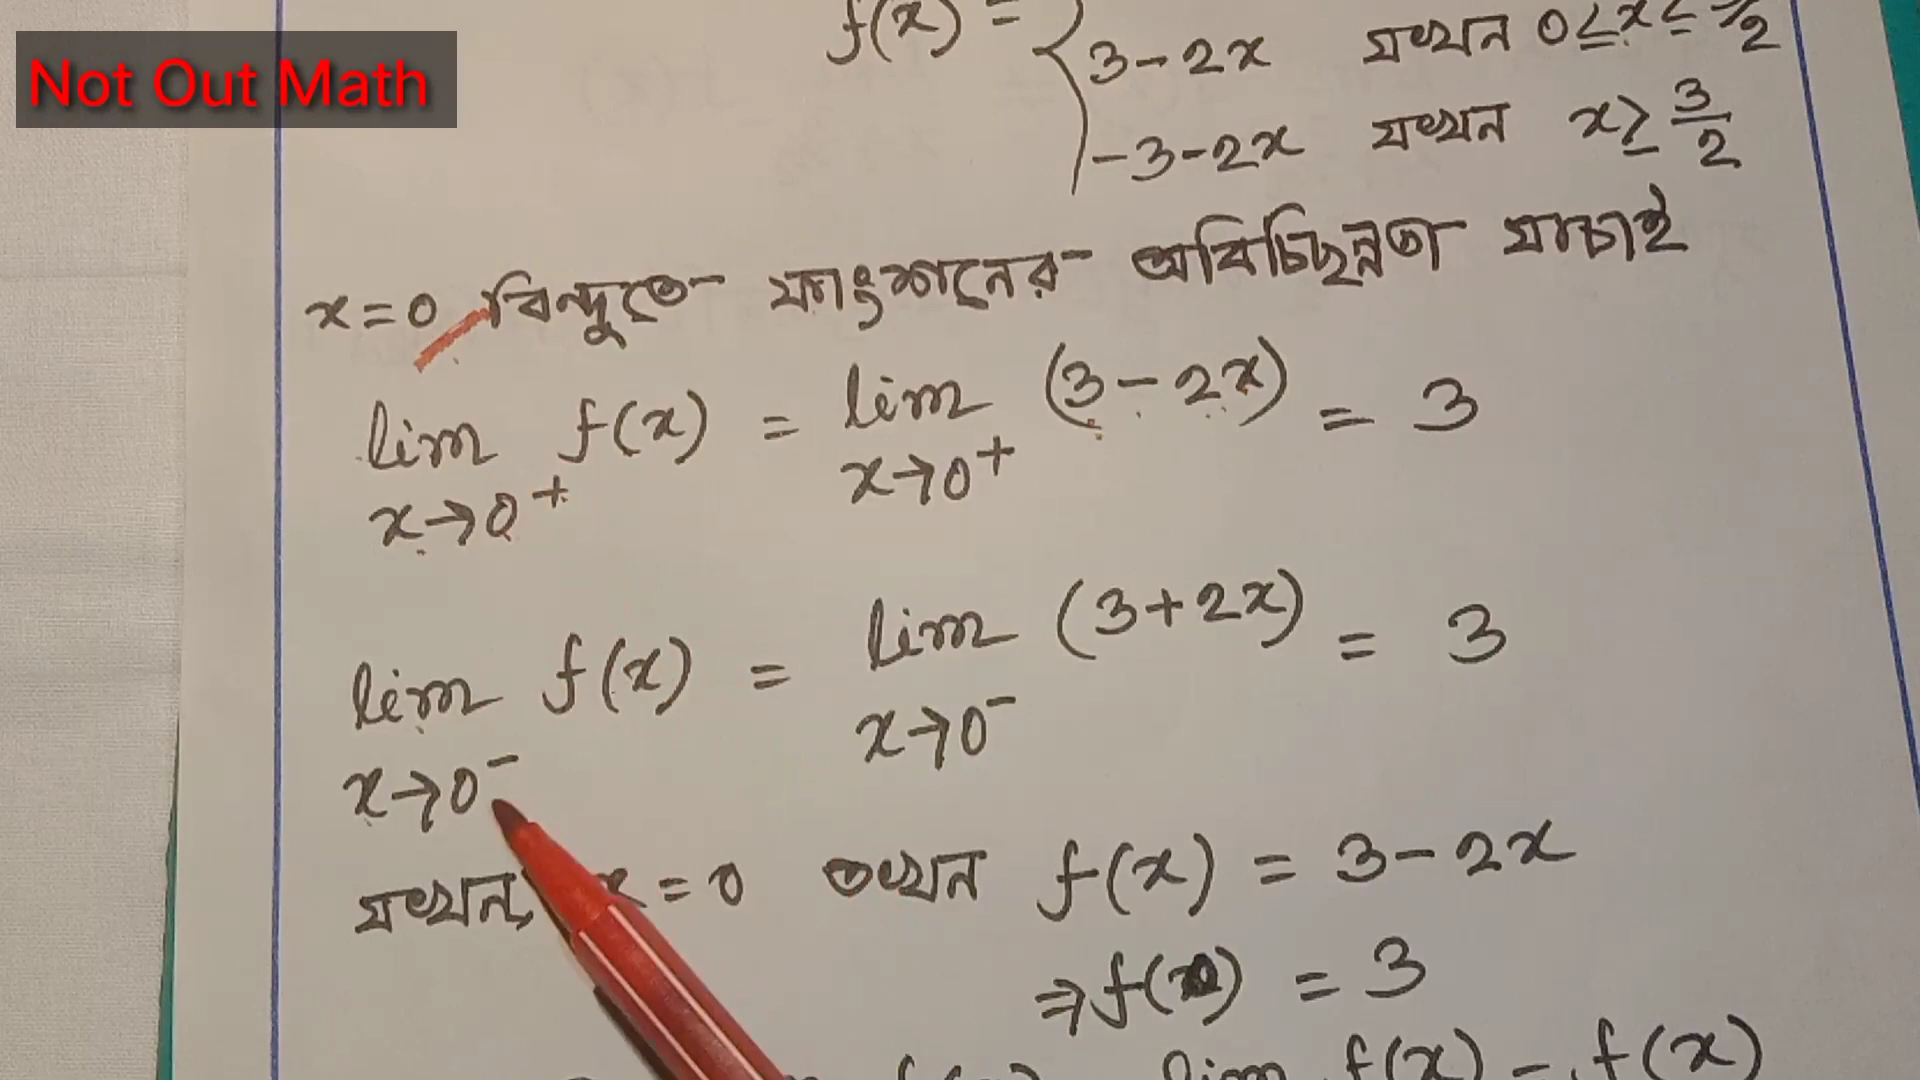 Not Out Math
f(x) = { 3-2x যখন 0≤x≤3/2
-3-2x যখন x≥ 3/2
x=0 বিন্দুতে ফাংশনের অবিচ্ছিন্নতা যাচাই
lim x→0⁺ f(x) = lim x→0⁺ (3-2x) = 3
lim x→0⁻ f(x) = lim x→0⁻ (3+2x) = 3
যখন, x=0 তখন f(x) = 3-2x
⇒f(0) = 3
lim f(x) = f(x)